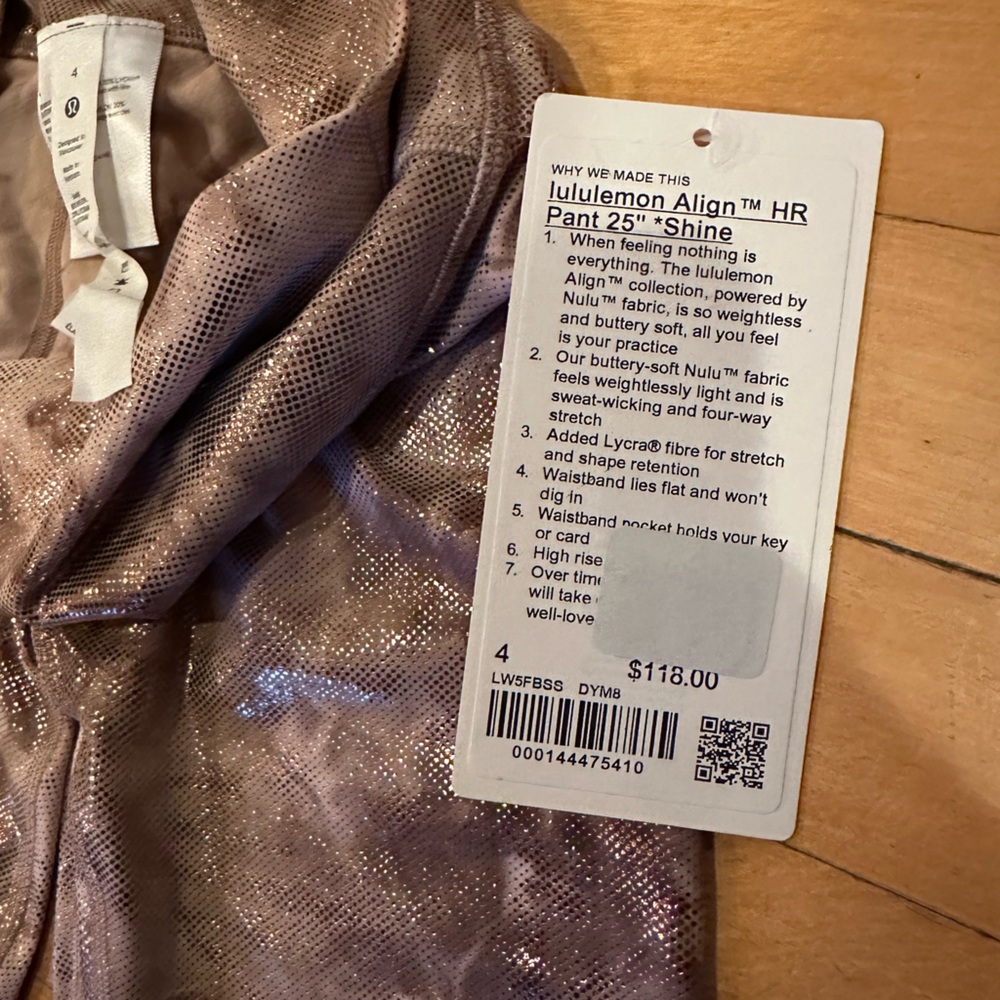 4
Designed in
Vancouver
WHY WE MADE THIS
lululemon Align™ HR
Pant 25" *Shine
1. When feeling nothing is
everything. The lululemon
Align™ collection, powered by
Nulu™ fabric, is so weightless
and buttery soft, all you feel
is your practice
2. Our buttery-soft Nulu™ fabric
feels weightlessly light and is
sweat-wicking and four-way
stretch
3. Added Lycra® fibre for stretch
and shape retention
4. Waistband lies flat and won't
dig in
5. Waistband pocket holds your key
or card
6. High rise
7. Over time
will take
well-love
4
$118.00
LW5FBSS DYM8
000144475410